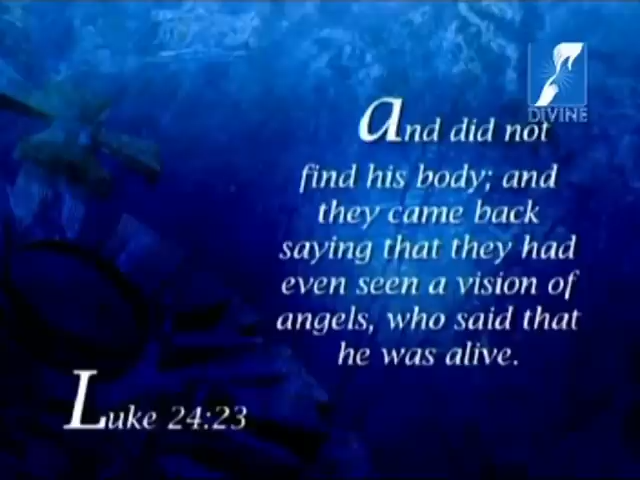 DIVINE
and did not
find his body; and
they came back
saying that they had
even seen a vision of
angels, who said that
he was alive.
Luke 24:23